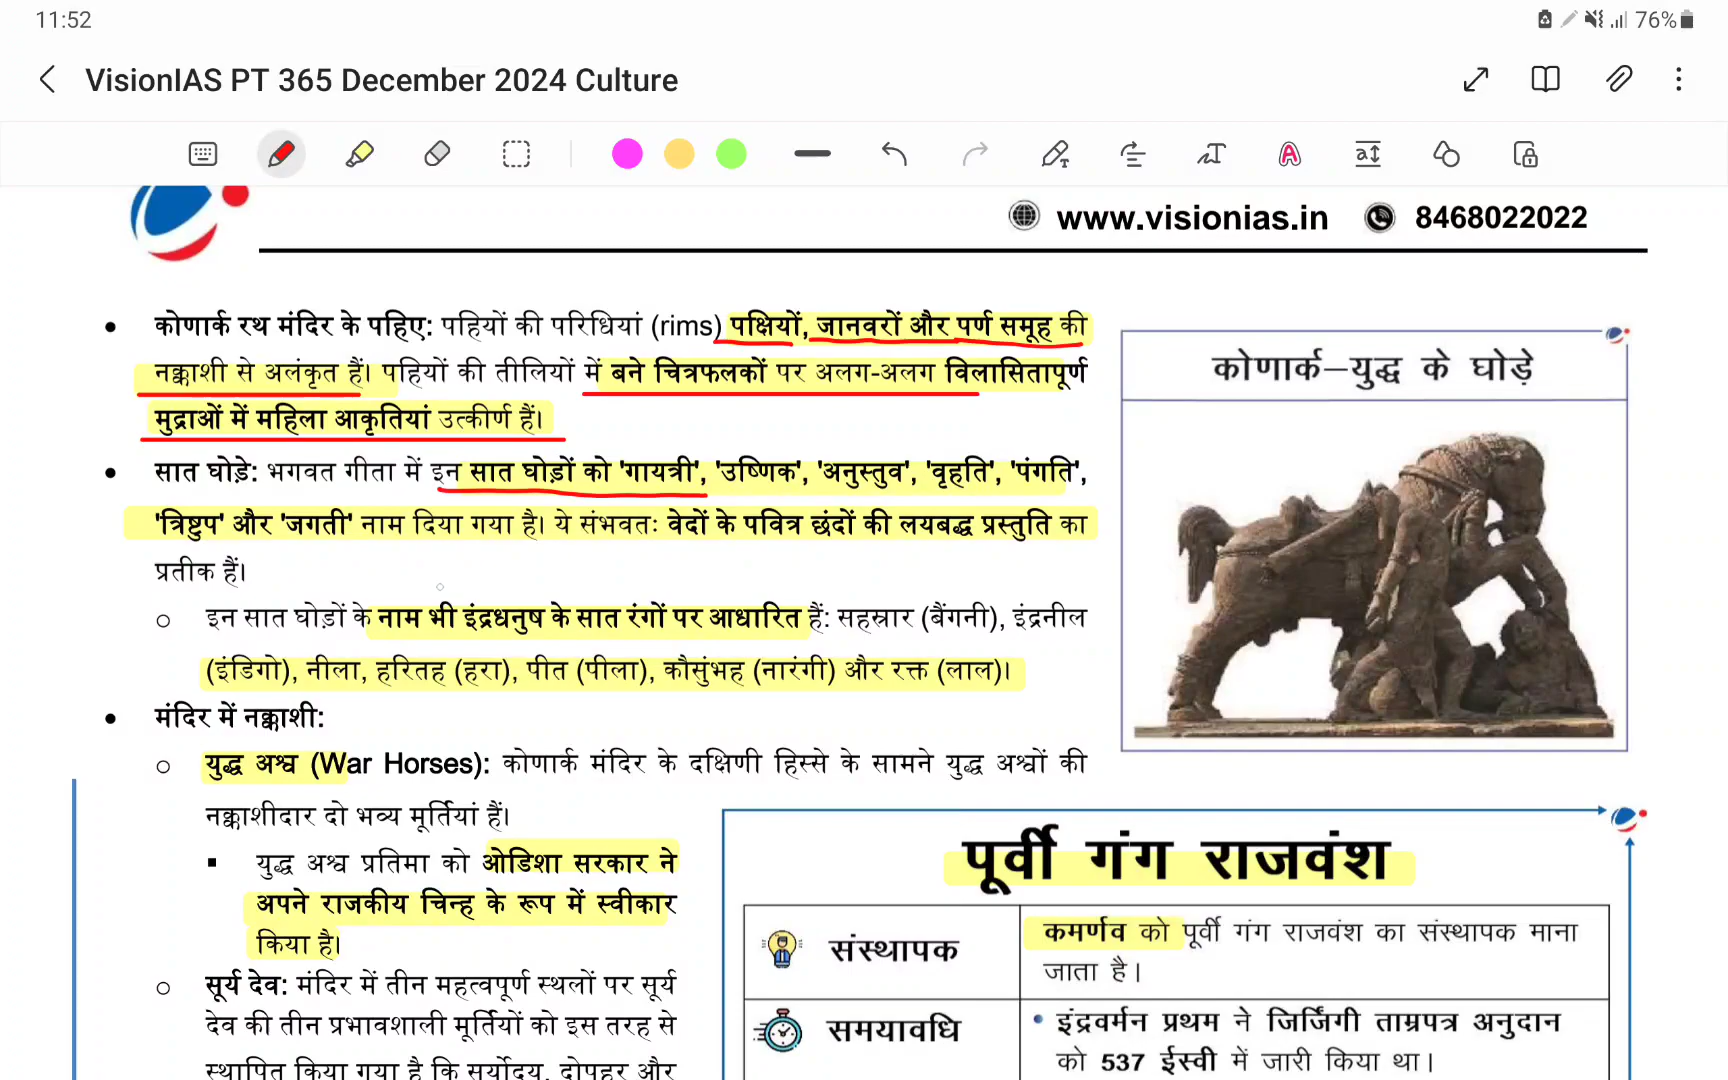 11:52
76%
VisionIAS PT 365 December 2024 Culture
www.visionias.in 8468022022
कोणार्क रथ मंदिर के पहिए: पहियों की परिधियां (rims) पक्षियों, जानवरों और पर्ण समूह की
नक्काशी से अलंकृत हैं। पहियों की तीलियों में बने चित्रफलकों पर अलग-अलग विलासितापूर्ण
मुद्राओं में महिला आकृतियां उत्कीर्ण हैं।
सात घोड़े: भगवत गीता में इन सात घोड़ों को 'गायत्री', 'उष्णिक', 'अनुस्तुव', 'वृहति', 'पंगति',
'त्रिष्टुप' और 'जगती' नाम दिया गया है। ये संभवतः वेदों के पवित्र छंदों की लयबद्ध प्रस्तुति का
प्रतीक हैं।
इन सात घोड़ों के नाम भी इंद्रधनुष के सात रंगों पर आधारित हैं: सहस्रार (बैंगनी), इंद्रनील
(इंडिगो), नीला, हरितह (हरा), पीत (पीला), कौसुंभह (नारंगी) और रक्त (लाल)।
मंदिर में नक्काशी:
युद्ध अश्व (War Horses): कोणार्क मंदिर के दक्षिणी हिस्से के सामने युद्ध अश्वों की
नक्काशीदार दो भव्य मूर्तियां हैं।
युद्ध अश्व प्रतिमा को ओडिशा सरकार ने
अपने राजकीय चिन्ह के रूप में स्वीकार
किया है।
सूर्य देव: मंदिर में तीन महत्वपूर्ण स्थलों पर सूर्य
देव की तीन प्रभावशाली मूर्तियों को इस तरह से
स्थापित किया गया है कि सूर्योदय, दोपहर और
कोणार्क–युद्ध के घोड़े
पूर्वी गंग राजवंश
संस्थापक
कमर्णव को पूर्वी गंग राजवंश का संस्थापक माना
जाता है।
समयावधि
इंद्रवर्मन प्रथम ने जिर्जिंगी ताम्रपत्र अनुदान
को 537 ईस्वी में जारी किया था।